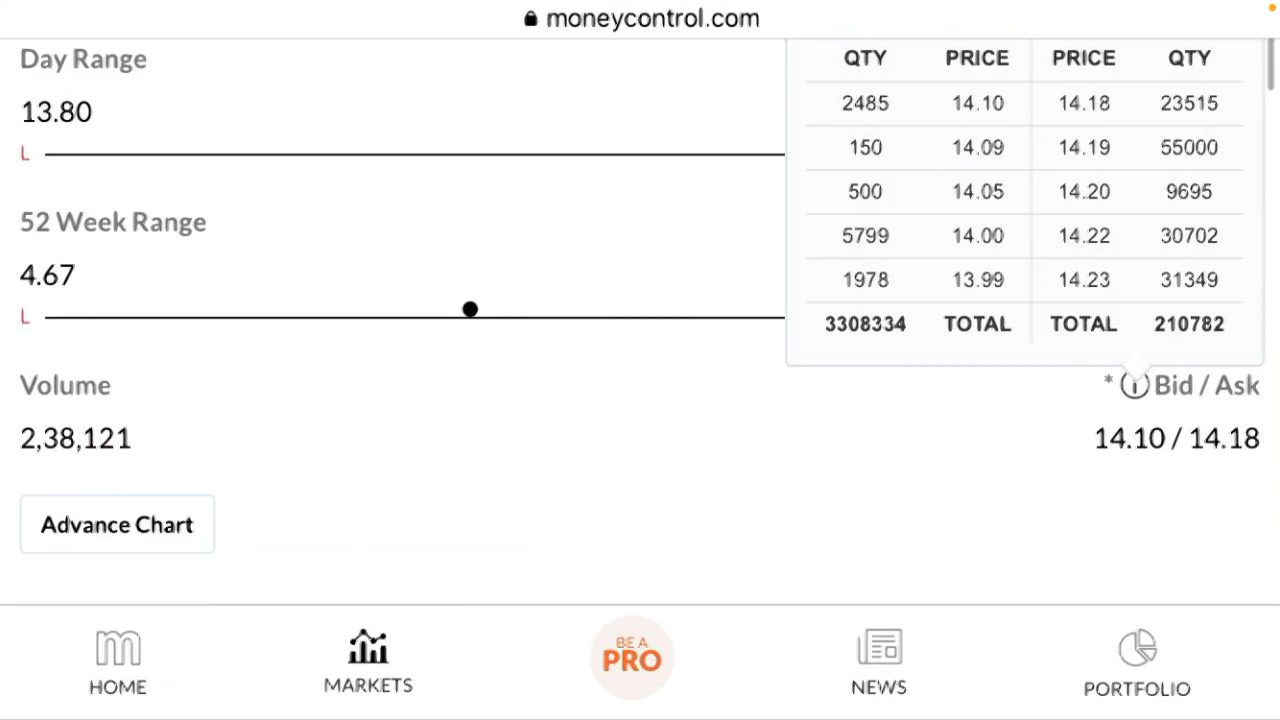 moneycontrol.com
Day Range
13.80
L
52 Week Range
4.67
L
Volume
2,38,121
QTY PRICE PRICE QTY
2485 14.10 14.18 23515
150 14.09 14.19 55000
500 14.05 14.20 9695
5799 14.00 14.22 30702
1978 13.99 14.23 31349
3308334 TOTAL TOTAL 210782
* i Bid / Ask
14.10 / 14.18
Advance Chart
m
HOME
MARKETS
BE A
PRO
NEWS
PORTFOLIO